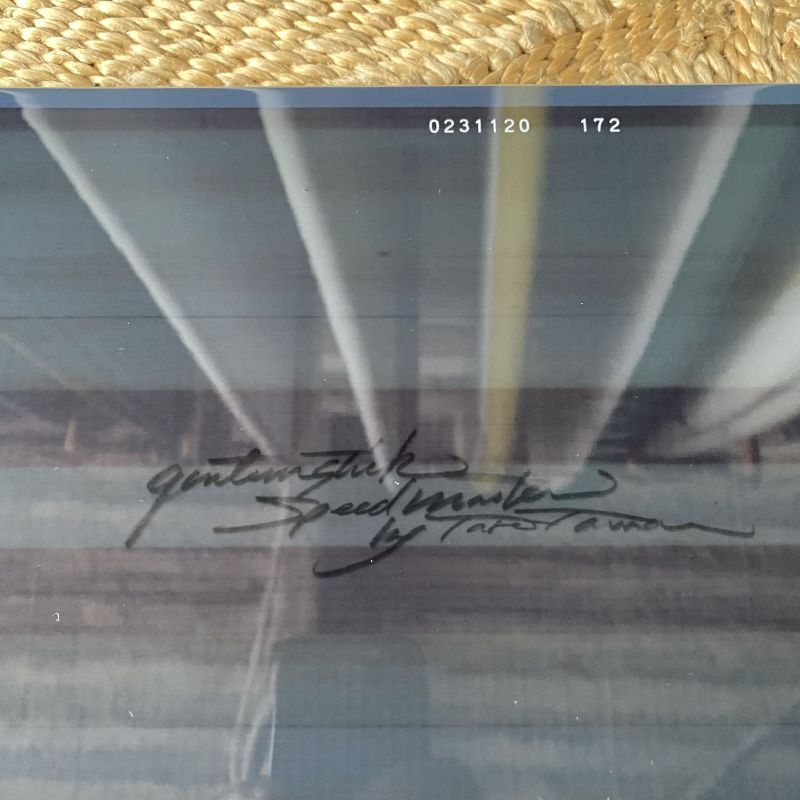 0231120 172
gentemstick
Speedmaster
by Taro Tamai